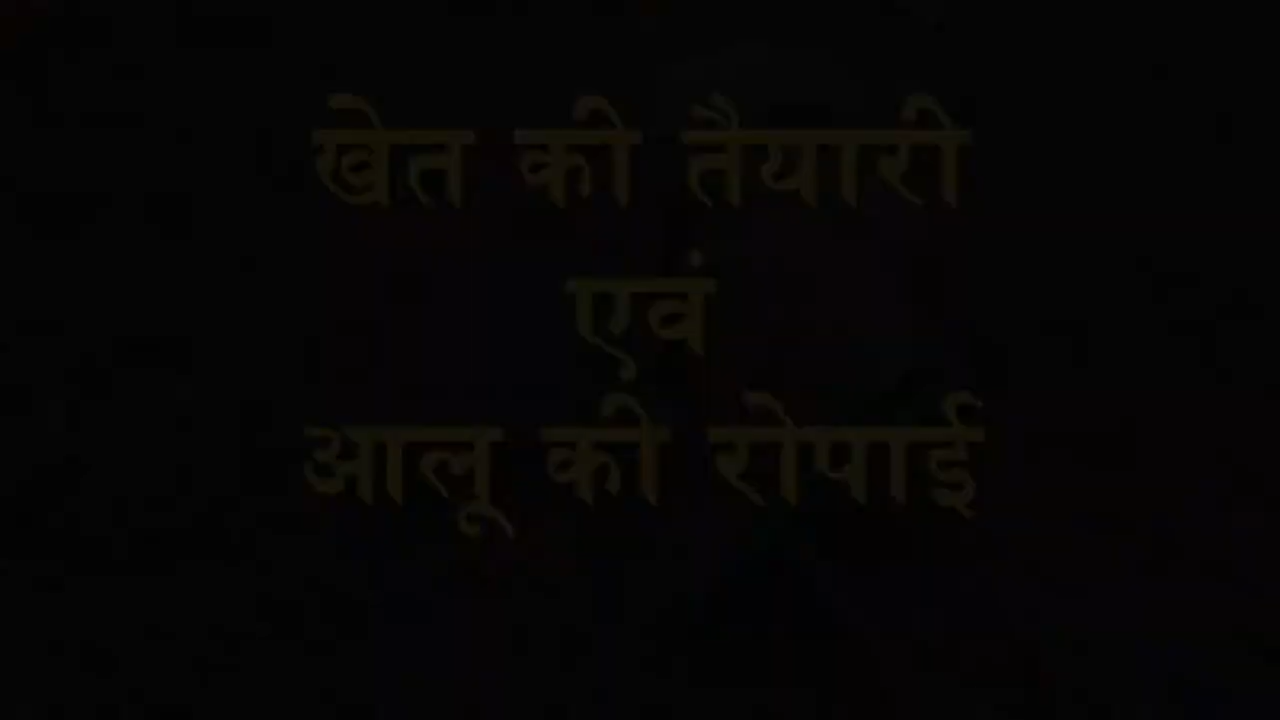 खेत की तैयारी
एवं
आलू की रोपाई